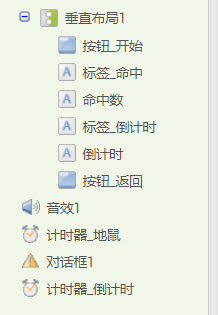 垂直布局1
按钮_开始
标签_命中
命中数
标签_倒计时
倒计时
按钮_返回
音效1
计时器_地鼠
对话框1
计时器_倒计时